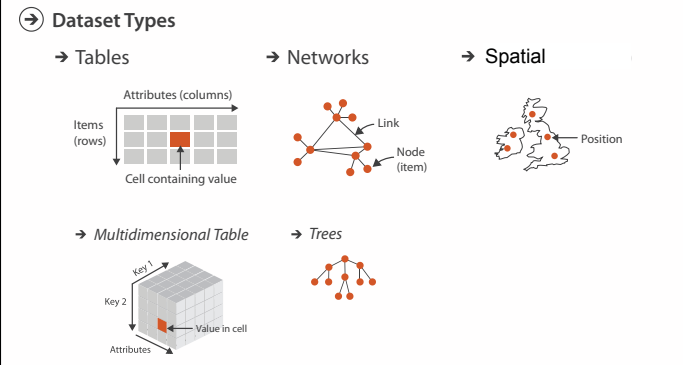 Dataset Types
Tables
Networks
Spatial
Attributes (columns)
Items
(rows)
Cell containing value
Link
Node
(item)
Position
Multidimensional Table
Trees
Key 1
Key 2
Value in cell
Attributes